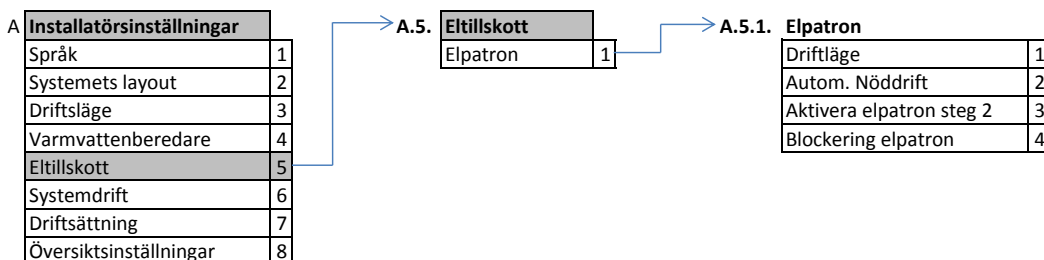 A Installatörsinställningar
Språk 1
Systemets layout 2
Driftsläge 3
Varmvattenberedare 4
Eltillskott 5
Systemdrift 6
Driftsättning 7
Översiktsinställningar 8
A.5. Eltillskott
Elpatron 1
A.5.1. Elpatron
Driftläge 1
Autom. Nöddrift 2
Aktivera elpatron steg 2 3
Blockering elpatron 4